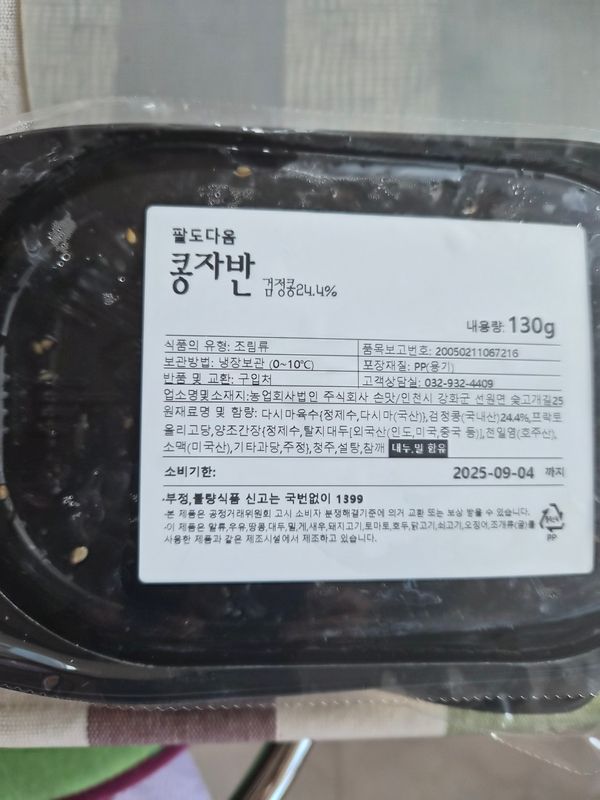 팔도다옴
콩자반 검정콩24.4%
내용량: 130g
식품의 유형: 조림류 품목보고번호: 20050211067216
보관방법: 냉장보관 (0~10℃) 포장재질: PP(용기)
반품 및 교환: 구입처 고객상담실: 032-932-4409
업소명및소재지:농업회사법인 주식회사 손맛/인천시 강화군 선원면 숯고개길25
원재료명 및 함량: 다시마육수{정제수,다시마(국산)},검정콩(국내산)24.4%,프락토
올리고당,양조간장{정제수,탈지대두[외국산(인도,미국,중국 등)],천일염(호주산),
소맥(미국산),기타과당,주정},청주,설탕,참깨 대두,밀 함유
소비기한: 2025-09-04 까지
·부정,불량식품 신고는 국번없이 1399
·본 제품은 공정거래위원회 고시 소비자 분쟁해결기준에 의거 교환 또는 보상 받을 수 있습니다.
·이 제품은 알류,우유,땅콩,대두,밀,게,새우,돼지고기,토마토,호두,닭고기,쇠고기,오징어,조개류(굴)를
사용한 제품과 같은 제조시설에서 제조하고 있습니다.
PP